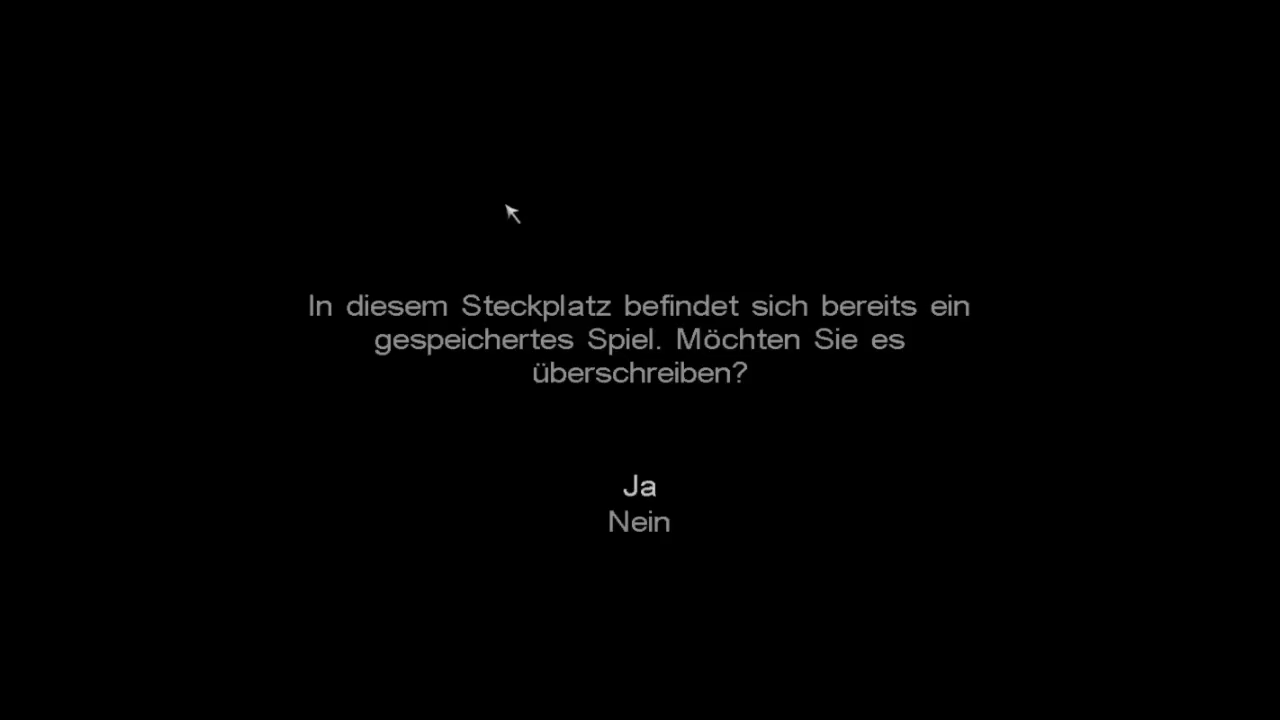 In diesem Steckplatz befindet sich bereits ein
gespeichertes Spiel. Möchten Sie es
überschreiben?
Ja
Nein